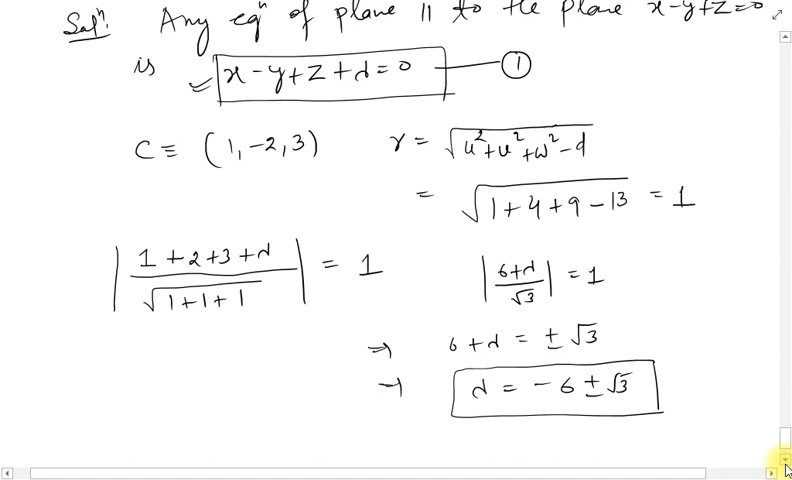 Solⁿ: Any eqⁿ of plane || to the plane x-y+z=0
is x-y+z+d=0 — ①
C ≡ (1,-2,3) r = √(u²+v²+w²-d)
= √(1+4+9-13) = 1
|(1+2+3+d)/√(1+1+1)| = 1 |(6+d)/√3| = 1
⇒ 6+d = ±√3
→ d = -6±√3